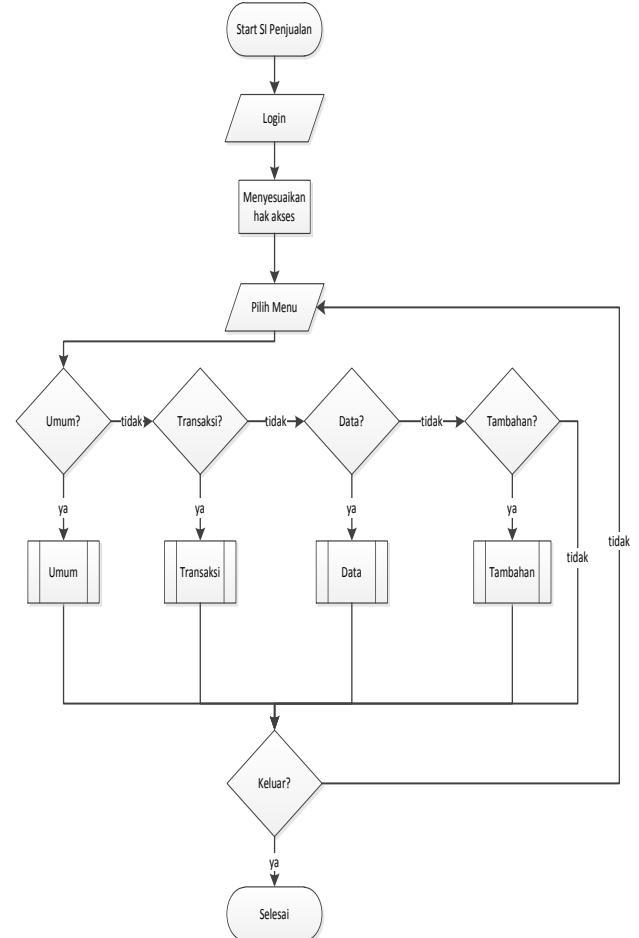 Start SI Penjualan
Login
Menyesuaikan
hak akses
Pilih Menu
Umum?
tidak
Transaksi?
tidak
Data?
tidak
Tambahan?
ya
ya
ya
ya
tidak
tidak
Umum
Transaksi
Data
Tambahan
Keluar?
ya
Selesai